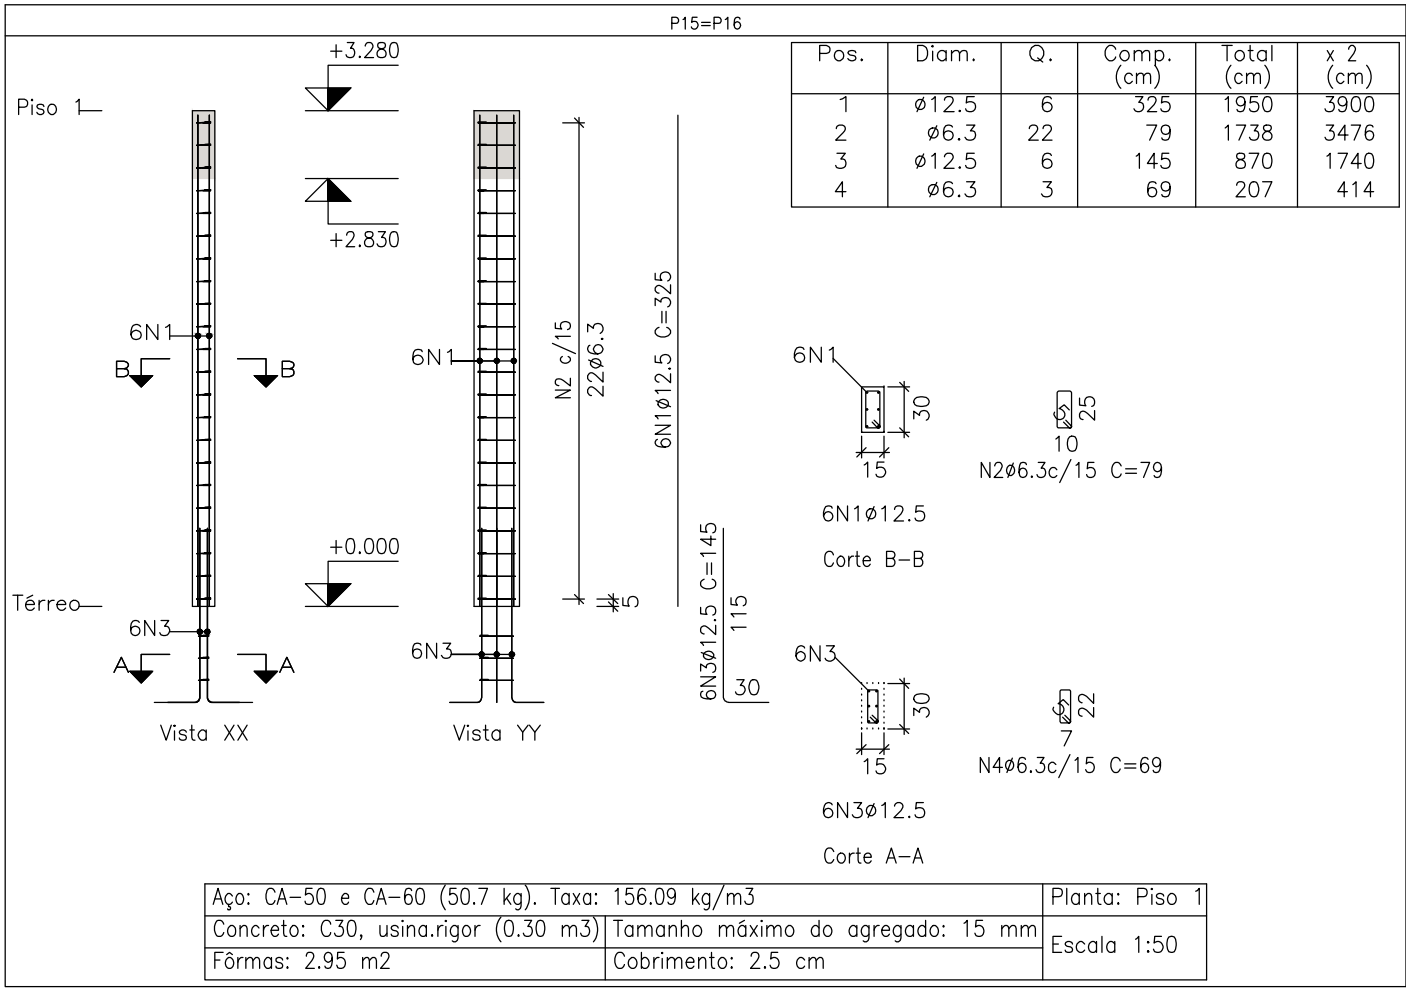 P15=P16
Pos. Diam. Q. Comp. (cm) Total (cm) x 2 (cm)
1 ø12.5 6 325 1950 3900
2 ø6.3 22 79 1738 3476
3 ø12.5 6 145 870 1740
4 ø6.3 3 69 207 414
+3.280
Piso 1
+2.830
6N1
B B
6N1
N2 c/15
22ø6.3
6N1ø12.5 C=325
+0.000
Térreo
5
6N3
A A
6N3
6N3ø12.5 C=145
115
30
Vista XX
Vista YY
6N1
30
15
6N1ø12.5
Corte B-B
5
25
10
N2ø6.3c/15 C=79
6N3
30
15
6N3ø12.5
Corte A-A
5
22
7
N4ø6.3c/15 C=69
Aço: CA-50 e CA-60 (50.7 kg). Taxa: 156.09 kg/m3
Planta: Piso 1
Concreto: C30, usina.rigor (0.30 m3)
Tamanho máximo do agregado: 15 mm
Escala 1:50
Fôrmas: 2.95 m2
Cobrimento: 2.5 cm